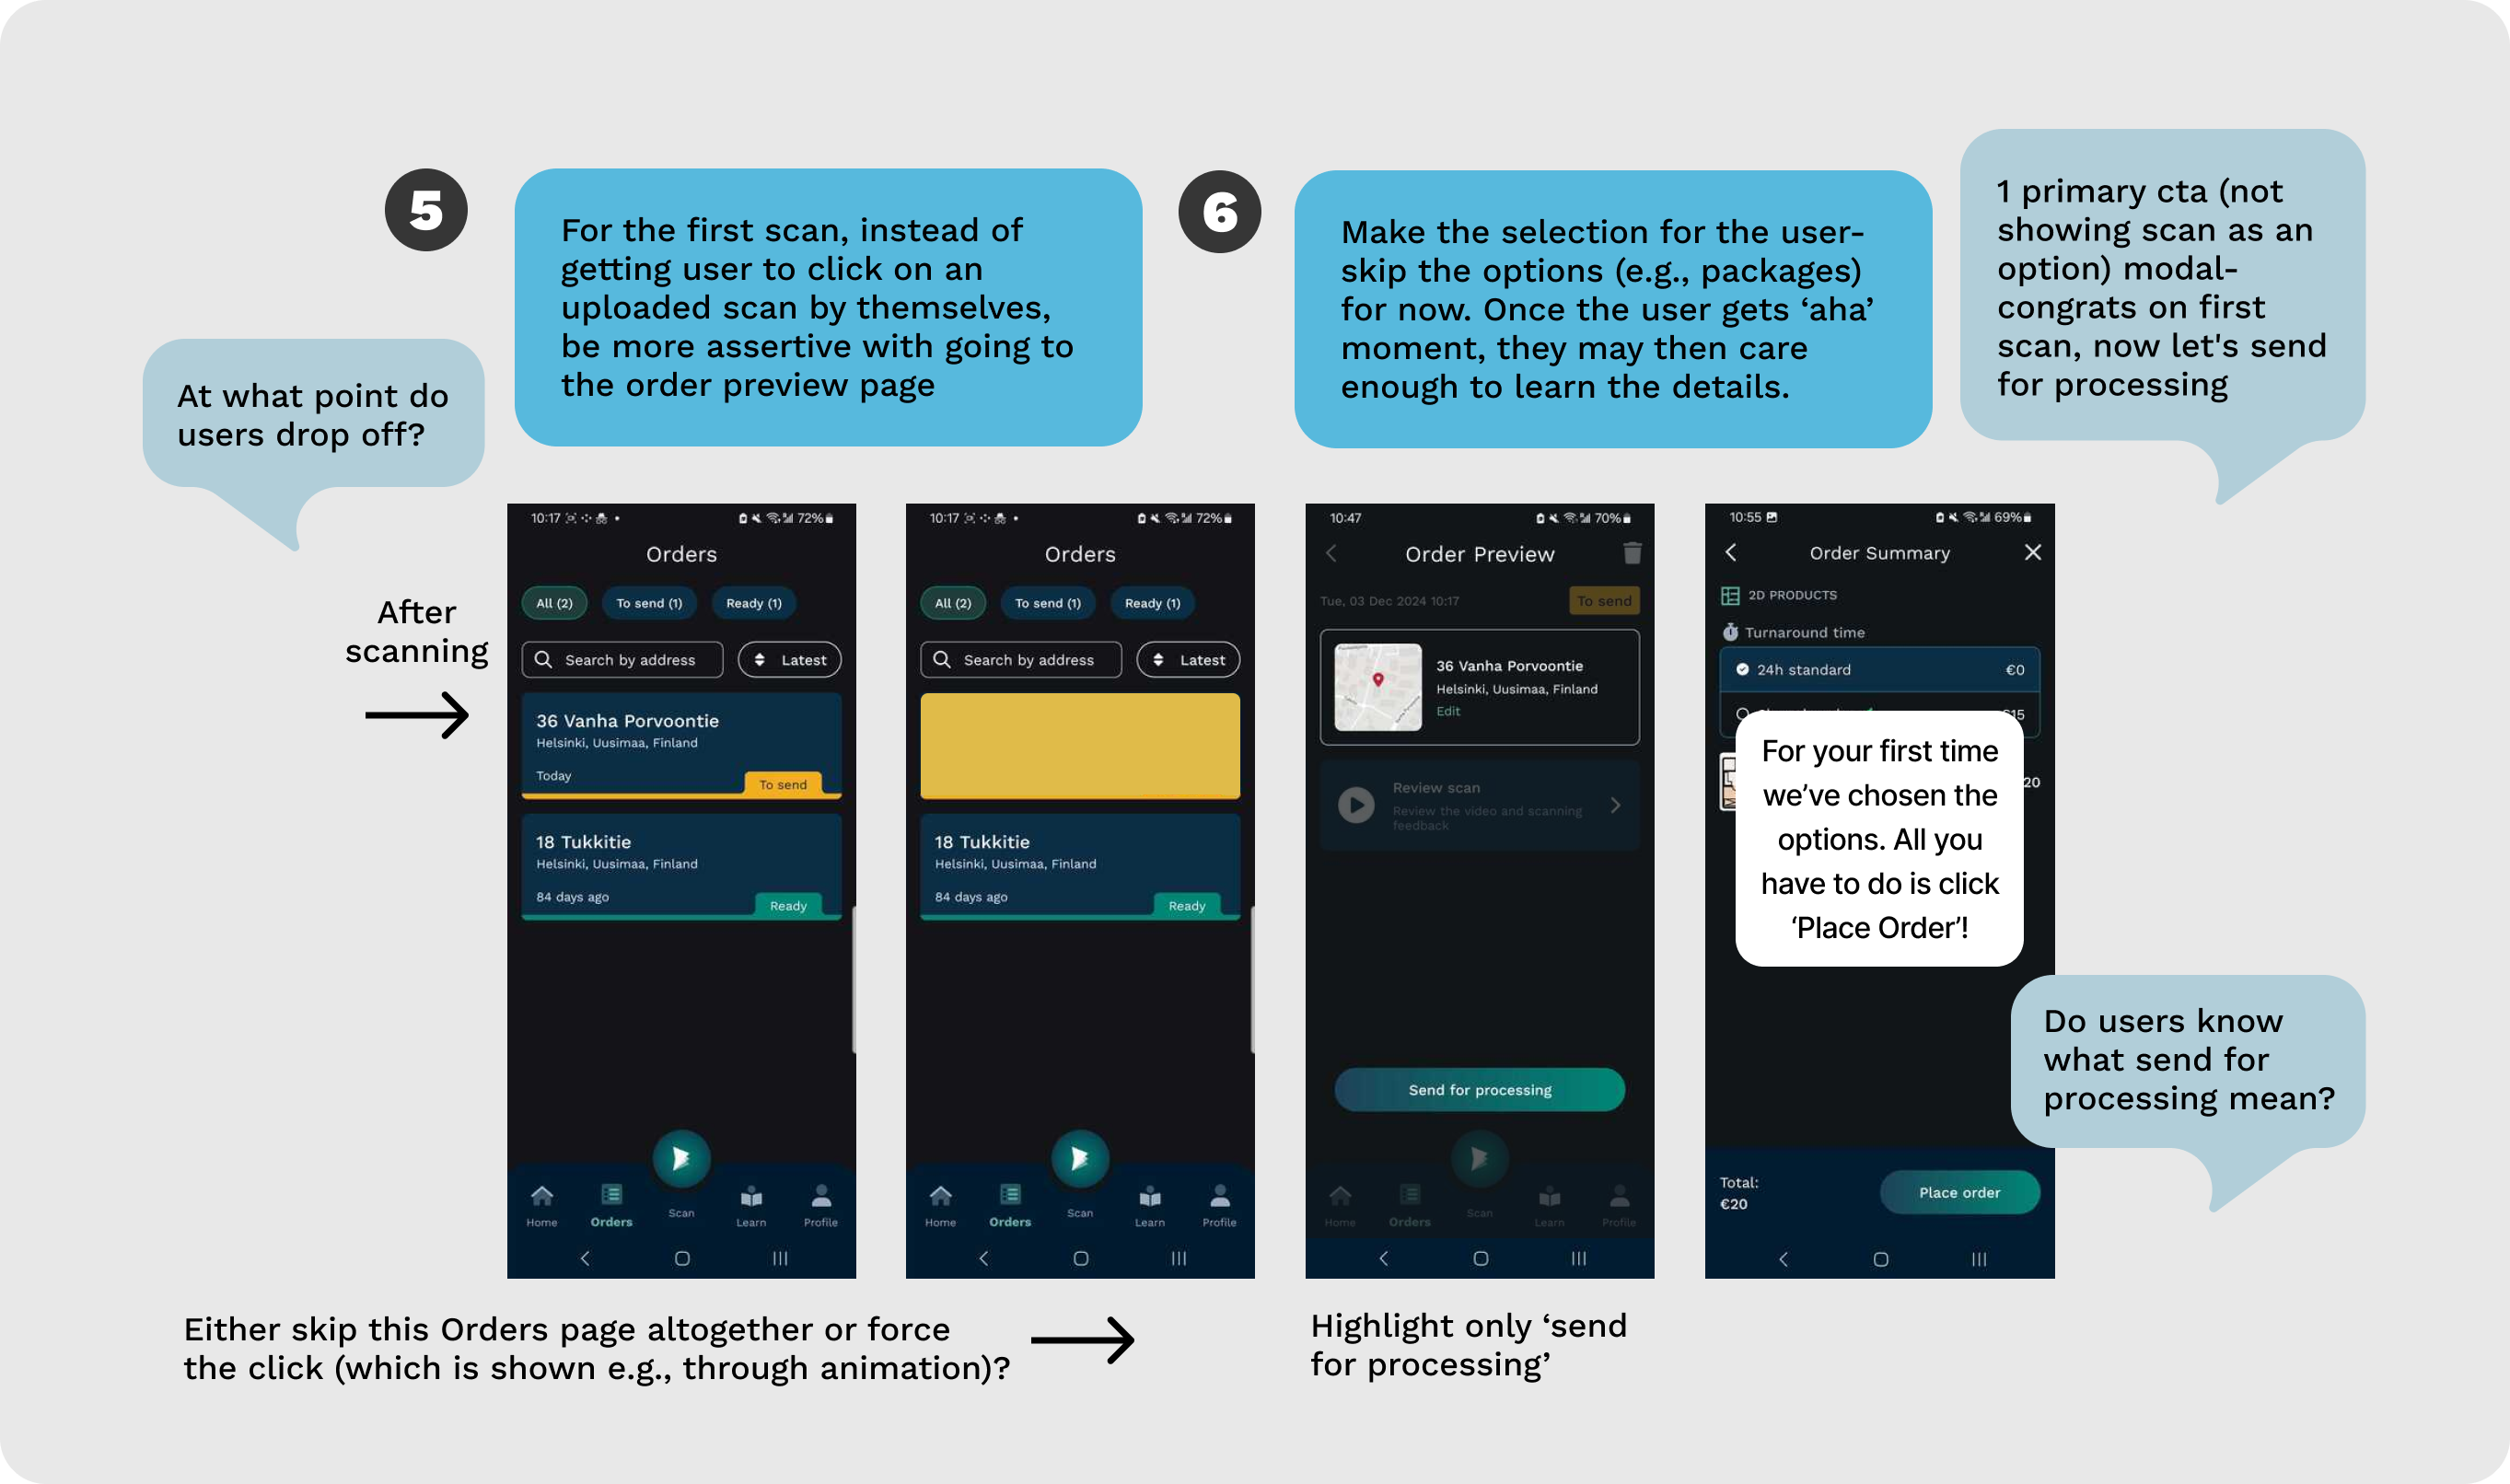 5
For the first scan, instead of
getting user to click on an
uploaded scan by themselves,
be more assertive with going to
the order preview page
6
Make the selection for the user-
skip the options (e.g., packages)
for now. Once the user gets ‘aha’
moment, they may then care
enough to learn the details.
1 primary cta (not
showing scan as an
option) modal-
congrats on first
scan, now let's send
for processing
At what point do
users drop off?
After
scanning
10:17
72%
Orders
All (2)
To send (1)
Ready (1)
Search by address
Latest
36 Vanha Porvoontie
Helsinki, Uusimaa, Finland
Today
To send
18 Tukkitie
Helsinki, Uusimaa, Finland
84 days ago
Ready
Home
Orders
Scan
Learn
Profile
10:17
72%
Orders
All (2)
To send (1)
Ready (1)
Search by address
Latest
18 Tukkitie
Helsinki, Uusimaa, Finland
84 days ago
Ready
Home
Orders
Scan
Learn
Profile
10:47
70%
Order Preview
Tue, 03 Dec 2024 10:17
To send
36 Vanha Porvoontie
Helsinki, Uusimaa, Finland
Edit
Review scan
Review the video and scanning
feedback
Send for processing
Home
Orders
Scan
Learn
Profile
10:55
69%
Order Summary
2D PRODUCTS
Turnaround time
24h standard
€0
For your first time
we’ve chosen the
options. All you
have to do is click
‘Place Order’!
20
Total:
€20
Place order
Do users know
what send for
processing mean?
Either skip this Orders page altogether or force
the click (which is shown e.g., through animation)?
Highlight only ‘send
for processing’